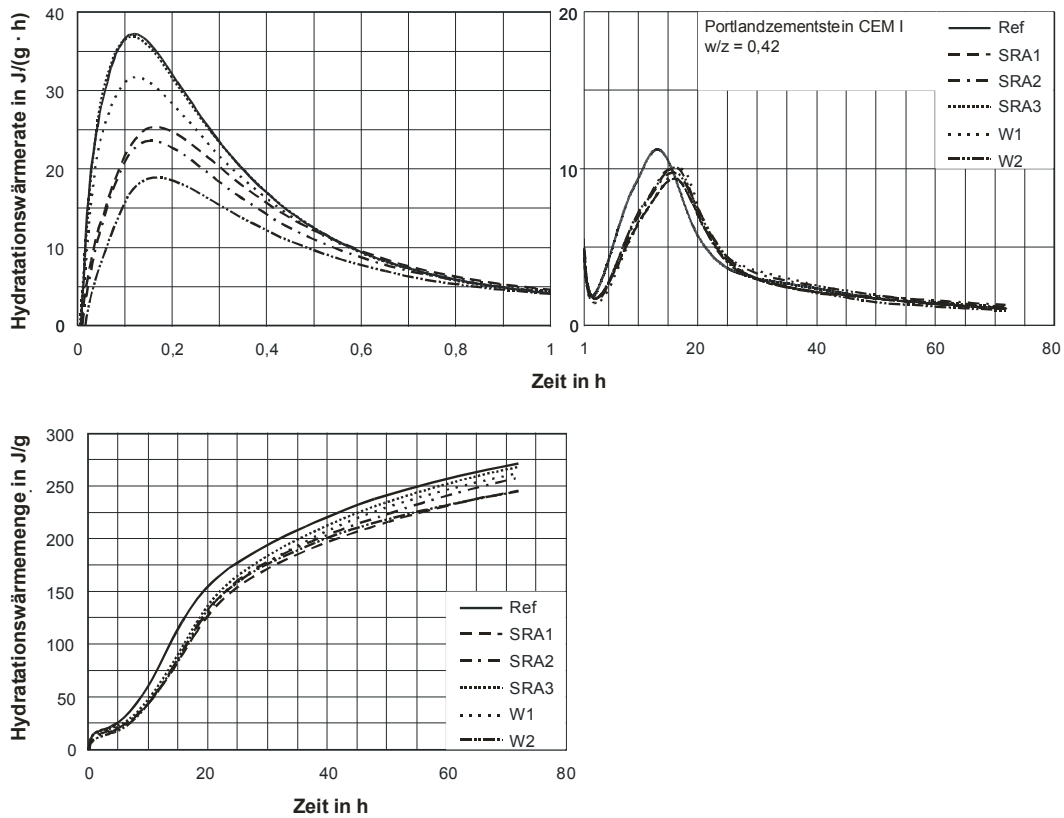 Hydratationswärmerate in J/(g · h)
40
30
20
10
0
0
0,2
0,4
0,6
0,8
1
20
10
0
1
20
40
60
80
Portlandzementstein CEM I
w/z = 0,42
Ref
SRA1
SRA2
SRA3
W1
W2
Zeit in h
Hydratationswärmemenge in J/g
300
250
200
150
100
50
0
0
20
40
60
80
Ref
SRA1
SRA2
SRA3
W1
W2
Zeit in h